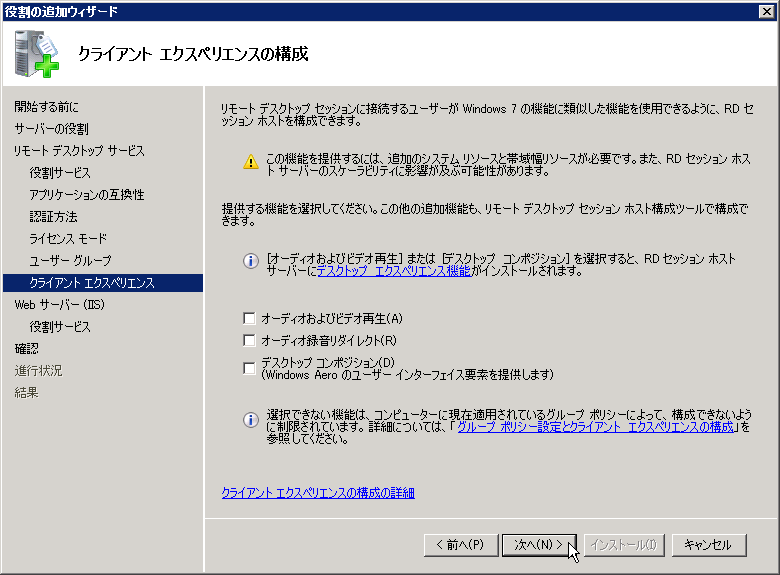 役割の追加ウィザード
クライアント エクスペリエンスの構成
開始する前に
サーバーの役割
リモート デスクトップ サービス
役割サービス
アプリケーションの互換性
認証方法
ライセンス モード
ユーザー グループ
クライアント エクスペリエンス
Web サーバー (IIS)
役割サービス
確認
進行状況
結果
リモート デスクトップ セッションに接続するユーザーが Windows 7 の機能に類似した機能を使用できるように、RD セ
ッション ホストを構成できます。
この機能を提供するには、追加のシステム リソースと帯域幅リソースが必要です。また、RD セッション ホス
ト サーバーのスケーラビリティに影響が及ぶ可能性があります。
提供する機能を選択してください。この他の追加機能も、リモート デスクトップ セッション ホスト構成ツールで構成で
きます。
[オーディオおよびビデオ再生] または [デスクトップ コンポジション] を選択すると、RD セッション ホスト
サーバーにデスクトップ エクスペリエンス機能がインストールされます。
オーディオおよびビデオ再生(A)
オーディオ録音リダイレクト(R)
デスクトップ コンポジション(D)
(Windows Aero のユーザー インターフェイス要素を提供します)
選択できない機能は、コンピューターに現在適用されているグループ ポリシーによって、構成できないよう
に制限されています。詳細については、「グループ ポリシー設定とクライアント エクスペリエンスの構成」を
参照してください。
クライアント エクスペリエンスの構成の詳細
< 前へ(P)
次へ(N) >
インストール(I)
キャンセル